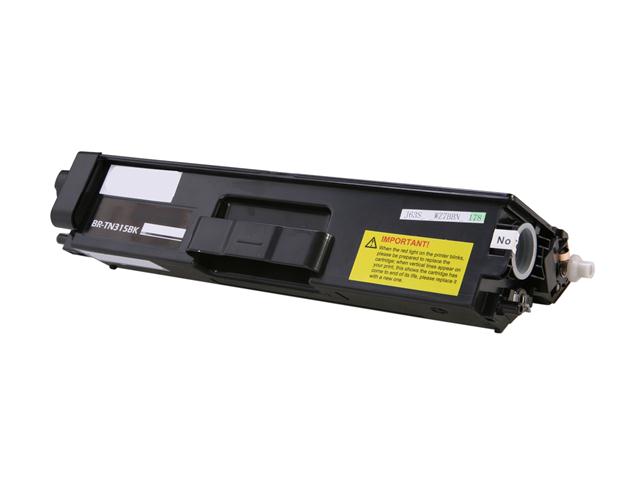 BR-TN315BK
J63S WZ7BBN 178
No
IMPORTANT!
When the red light on the printer blinks,
please be prepared to replace the
cartridge; when vertical lines appear on
your print, this shows the cartridge has
come to end of its life, please replace it
with a new one.